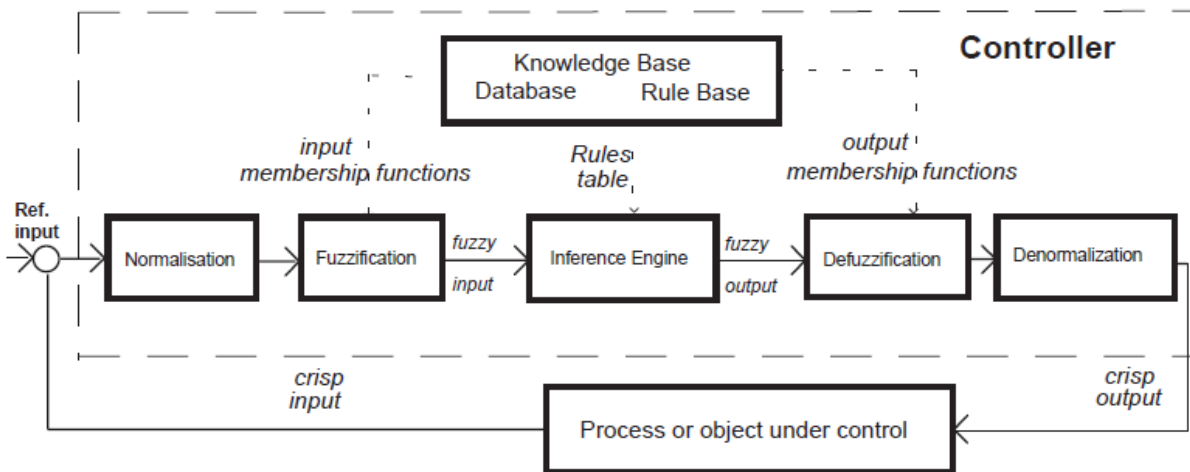 Controller
Knowledge Base
Database Rule Base
input
membership functions
Rules
table
output
membership functions
Ref.
input
Normalisation
Fuzzification
fuzzy
input
Inference Engine
fuzzy
output
Defuzzification
Denormalization
crisp
input
crisp
output
Process or object under control